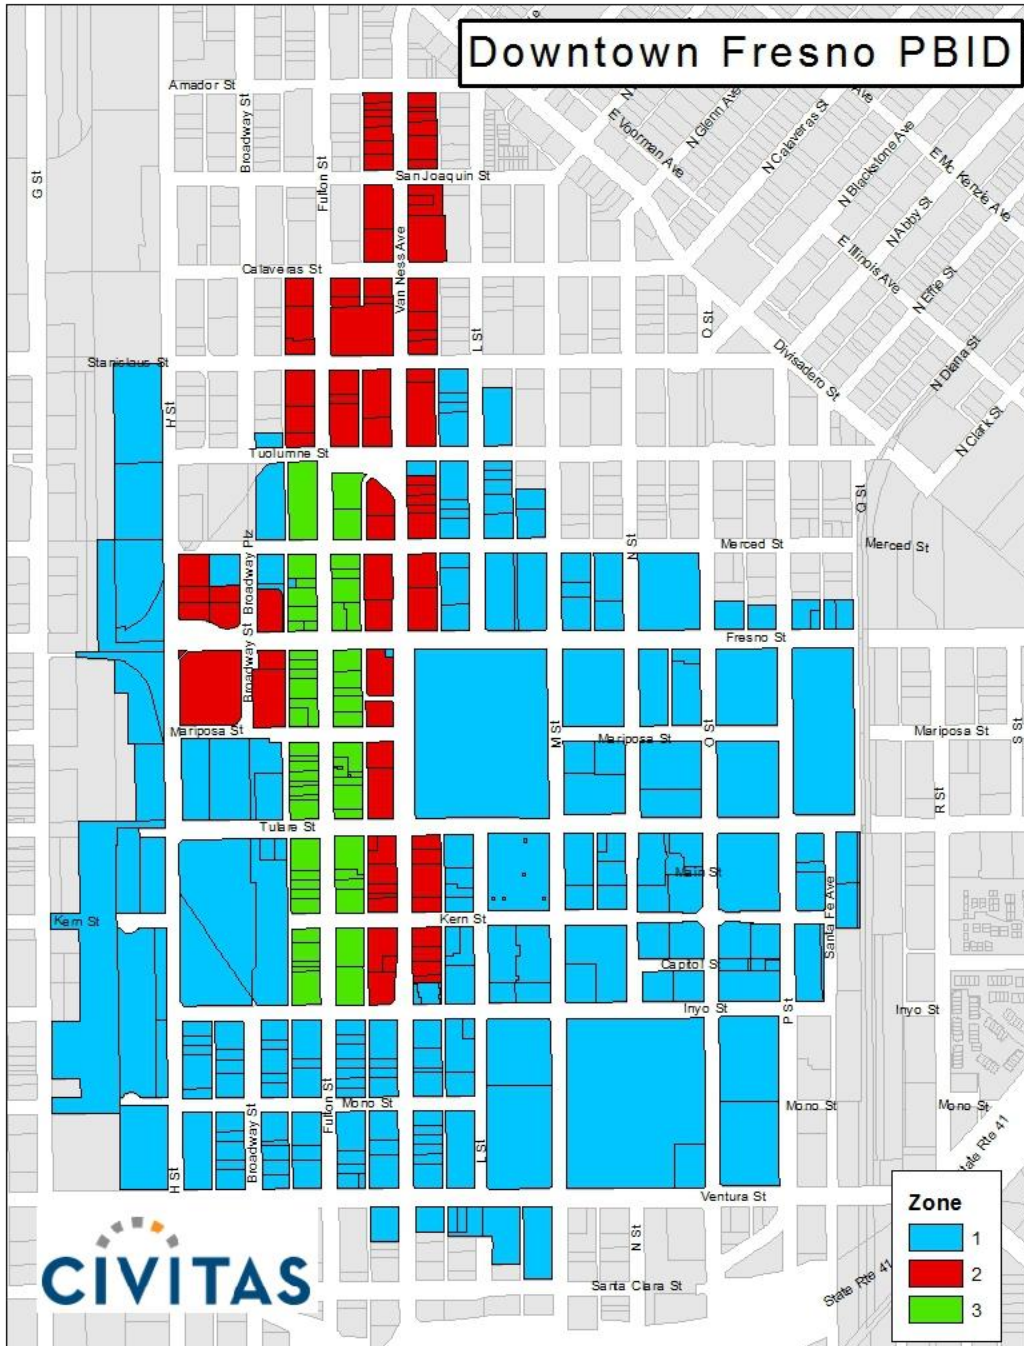 Downtown Fresno PBID
Amador St
Broadway St
Fulton St
G St
San Joaquin St
Van Ness Ave
Calaveras St
E Voorman Ave
N Glenn Ave
N Calaveras St
Ave
N Blackstone Ave
E Mc Kenzie Ave
N Abby St
E Illinois Ave
N Effie St
N Diana St
N Clark St
Divisadero St
O St
L St
Stanislaus St
H St
Tuolumne St
Broadway Plz
N St
Merced St
Q St
Merced St
Fresno St
Broadway St
Mariposa St
M St
Mariposa St
O St
Mariposa St
S St
R St
Tulare St
Main St
Kern St
Kern St
Santa Fe Ave
Capitol St
Inyo St
P St
Inyo St
Fulton St
Mono St
Mono St
Mono St
Broadway St
H St
L St
State Rte 41
Ventura St
N St
Santa Clara St
State Rte 41
Zone
1
2
3
CIVITAS